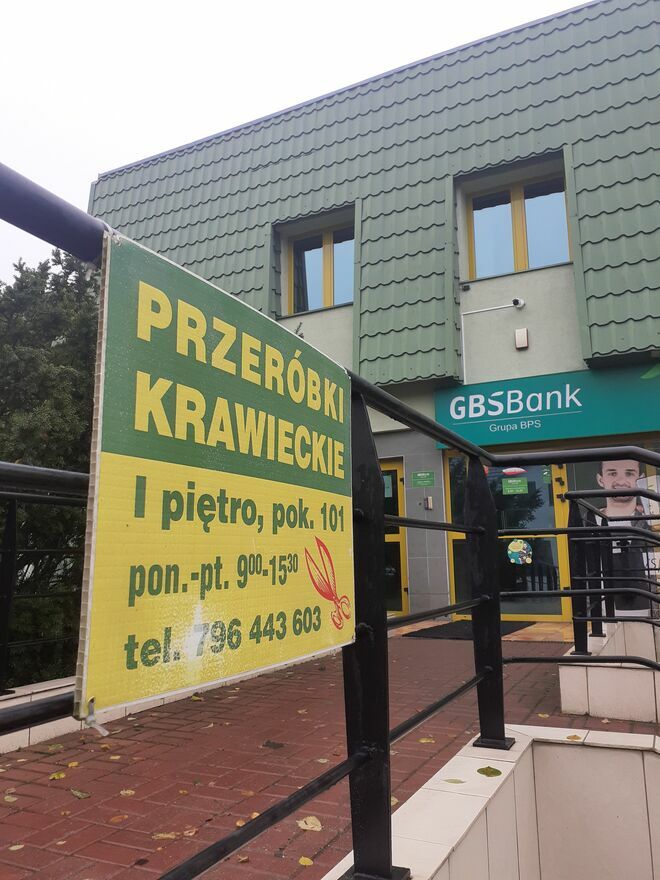 PRZERÓBKI
KRAWIECKIE
I piętro, pok. 101
pon.-pt. 9⁰⁰-15³⁰
tel. 796 443 603
GBSBank
Grupa BPS